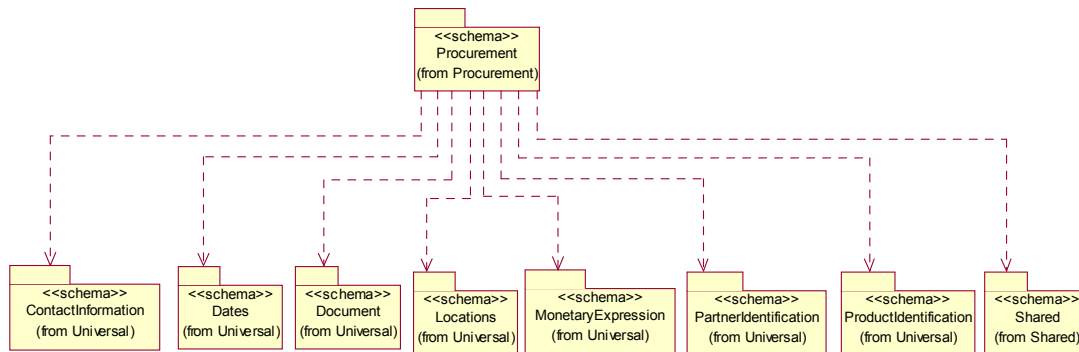 <<schema>>
Procurement
(from Procurement)
<<schema>>
ContactInformation
(from Universal)
<<schema>>
Dates
(from Universal)
<<schema>>
Document
(from Universal)
<<schema>>
Locations
(from Universal)
<<schema>>
MonetaryExpression
(from Universal)
<<schema>>
PartnerIdentification
(from Universal)
<<schema>>
ProductIdentification
(from Universal)
<<schema>>
Shared
(from Shared)